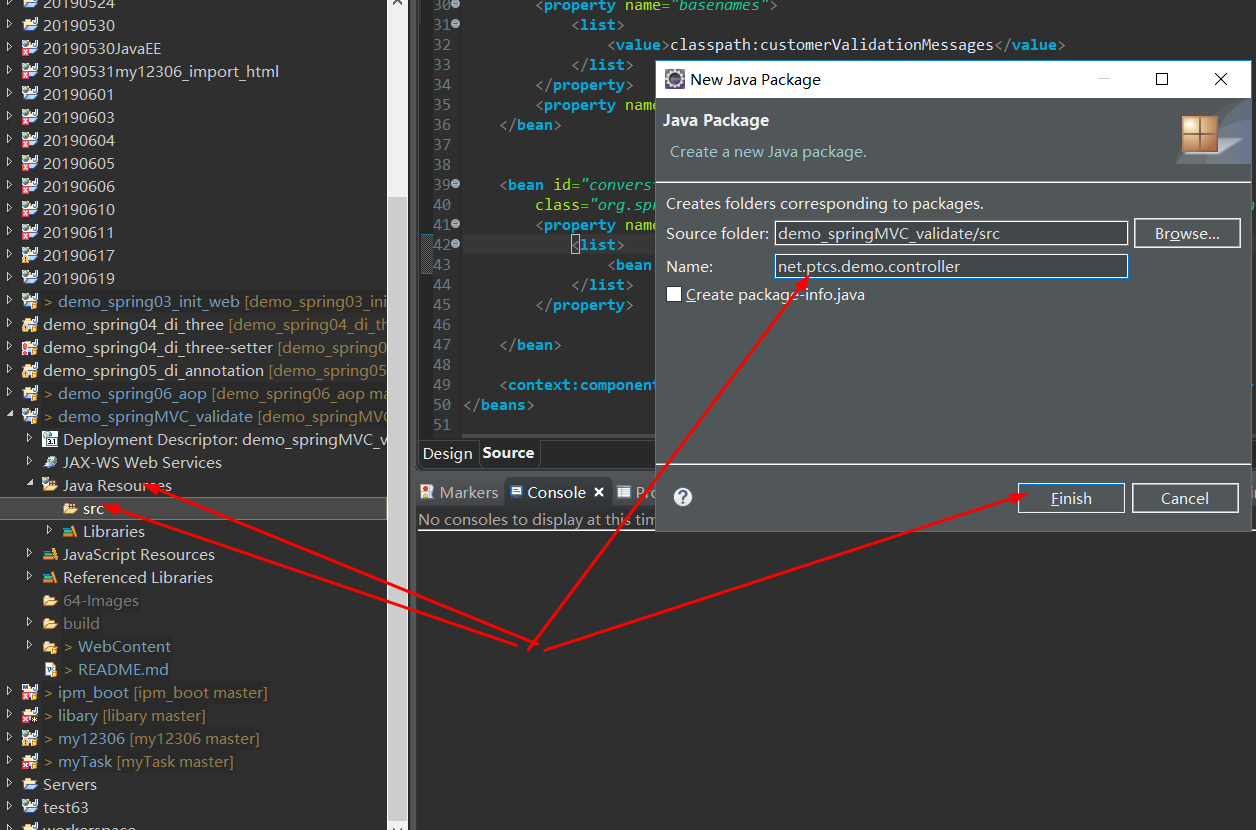 20190524
20190530
20190530JavaEE
20190531my12306_import_html
20190601
20190603
20190604
20190605
20190606
20190610
20190611
20190617
20190619
> demo_spring03_init_web [demo_spring03_ini
demo_spring04_di_three [demo_spring04_di_th
demo_spring04_di_three-setter [demo_spring0
demo_spring05_di_annotation [demo_spring05
> demo_spring06_aop [demo_spring06_aop ma
> demo_springMVC_validate [demo_springMVC
Deployment Descriptor: demo_springMVC_v
JAX-WS Web Services
Java Resources
src
Libraries
JavaScript Resources
Referenced Libraries
64-Images
build
> WebContent
> README.md
> ipm_boot [ipm_boot master]
> libary [libary master]
> my12306 [my12306 master]
> myTask [myTask master]
Servers
test63
workerspace
30 <property name="basenames">
31 <list>
32 <value>classpath:customerValidationMessages</value>
33 </list>
34 </property>
35 <property name
36 </bean>
37
38
39 <bean id="converst
40 class="org.spr
41 <property name
42 <list>
43 <bean
44 </list>
45 </property>
46
47 </bean>
48
49 <context:component
50 </beans>
51
Design Source
Markers Console Pro
No consoles to display at this tim
New Java Package
Java Package
Create a new Java package.
Creates folders corresponding to packages.
Source folder: demo_springMVC_validate/src Browse...
Name: net.ptcs.demo.controller
Create package-info.java
? Finish Cancel